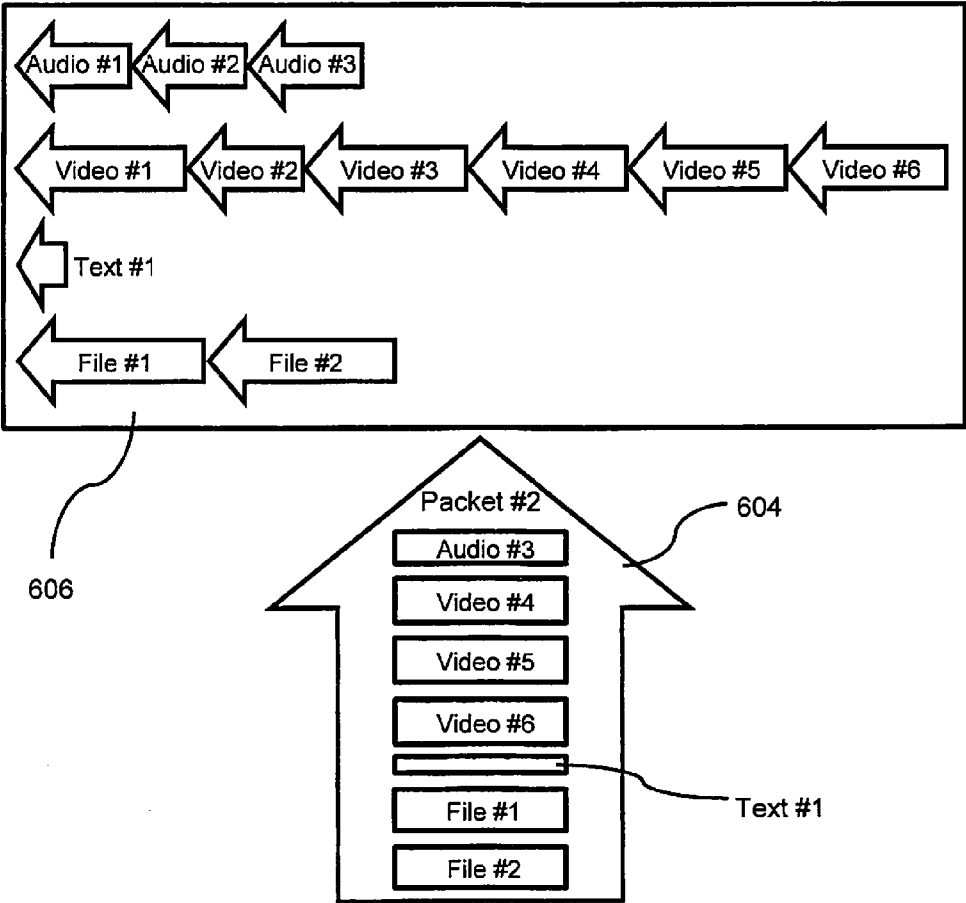 Audio #1 Audio #2 Audio #3
Video #1 Video #2 Video #3 Video #4 Video #5 Video #6
Text #1
File #1 File #2
606
Packet #2
604
Audio #3
Video #4
Video #5
Video #6
Text #1
File #1
File #2